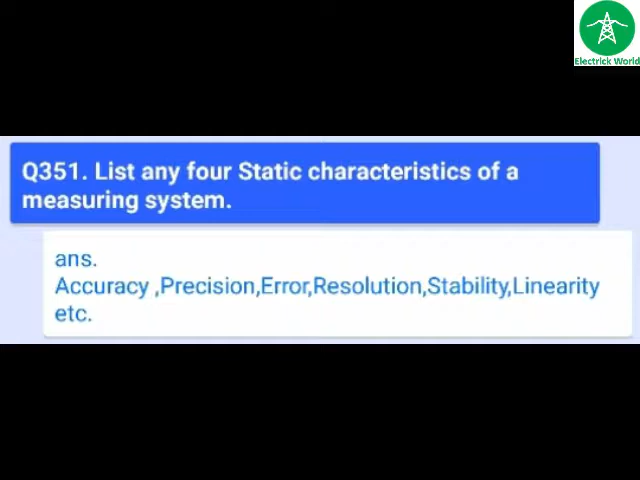 Electrick World
Q351. List any four Static characteristics of a
measuring system.
ans.
Accuracy ,Precision,Error,Resolution,Stability,Linearity
etc.